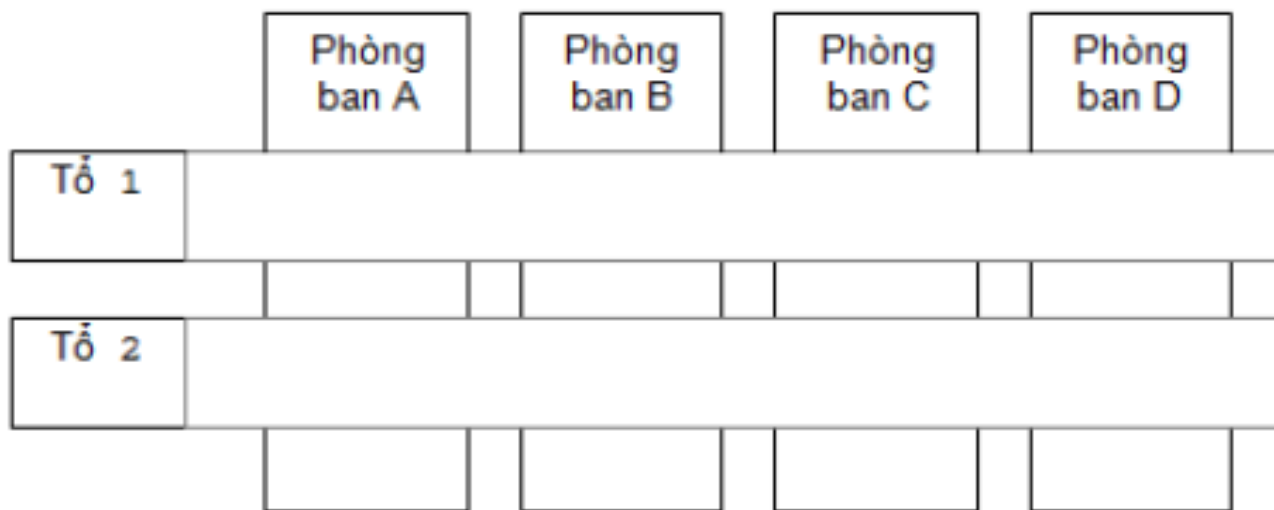 Phòng
ban A
Phòng
ban B
Phòng
ban C
Phòng
ban D
Tổ 1
Tổ 2